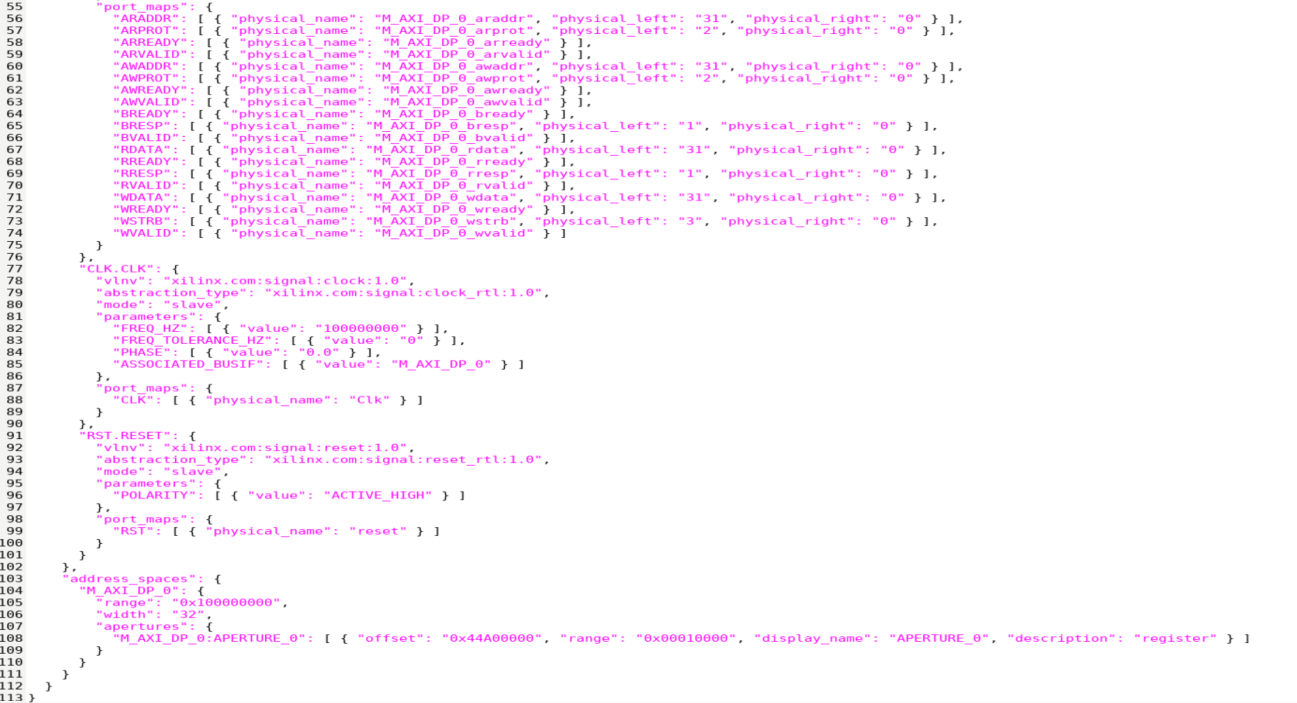 55 "port_maps": {
56 "ARADDR": [ { "physical_name": "M_AXI_DP_0_araddr", "physical_left": "31", "physical_right": "0" } ],
57 "ARPROT": [ { "physical_name": "M_AXI_DP_0_arprot", "physical_left": "2", "physical_right": "0" } ],
58 "ARREADY": [ { "physical_name": "M_AXI_DP_0_arready" } ],
59 "ARVALID": [ { "physical_name": "M_AXI_DP_0_arvalid" } ],
60 "AWADDR": [ { "physical_name": "M_AXI_DP_0_awaddr", "physical_left": "31", "physical_right": "0" } ],
61 "AWPROT": [ { "physical_name": "M_AXI_DP_0_awprot", "physical_left": "2", "physical_right": "0" } ],
62 "AWREADY": [ { "physical_name": "M_AXI_DP_0_awready" } ],
63 "AWVALID": [ { "physical_name": "M_AXI_DP_0_awvalid" } ],
64 "BREADY": [ { "physical_name": "M_AXI_DP_0_bready" } ],
65 "BRESP": [ { "physical_name": "M_AXI_DP_0_bresp", "physical_left": "1", "physical_right": "0" } ],
66 "BVALID": [ { "physical_name": "M_AXI_DP_0_bvalid" } ],
67 "RDATA": [ { "physical_name": "M_AXI_DP_0_rdata", "physical_left": "31", "physical_right": "0" } ],
68 "RREADY": [ { "physical_name": "M_AXI_DP_0_rready" } ],
69 "RRESP": [ { "physical_name": "M_AXI_DP_0_rresp", "physical_left": "1", "physical_right": "0" } ],
70 "RVALID": [ { "physical_name": "M_AXI_DP_0_rvalid" } ],
71 "WDATA": [ { "physical_name": "M_AXI_DP_0_wdata", "physical_left": "31", "physical_right": "0" } ],
72 "WREADY": [ { "physical_name": "M_AXI_DP_0_wready" } ],
73 "WSTRB": [ { "physical_name": "M_AXI_DP_0_wstrb", "physical_left": "3", "physical_right": "0" } ],
74 "WVALID": [ { "physical_name": "M_AXI_DP_0_wvalid" } ]
75 }
76 },
77 "CLK.CLK": {
78 "vlnv": "xilinx.com:signal:clock:1.0",
79 "abstraction_type": "xilinx.com:signal:clock_rtl:1.0",
80 "mode": "slave",
81 "parameters": {
82 "FREQ_HZ": [ { "value": "100000000" } ],
83 "FREQ_TOLERANCE_HZ": [ { "value": "0" } ],
84 "PHASE": [ { "value": "0.0" } ],
85 "ASSOCIATED_BUSIF": [ { "value": "M_AXI_DP_0" } ]
86 },
87 "port_maps": {
88 "CLK": [ { "physical_name": "Clk" } ]
89 }
90 },
91 "RST.RESET": {
92 "vlnv": "xilinx.com:signal:reset:1.0",
93 "abstraction_type": "xilinx.com:signal:reset_rtl:1.0",
94 "mode": "slave",
95 "parameters": {
96 "POLARITY": [ { "value": "ACTIVE_HIGH" } ]
97 },
98 "port_maps": {
99 "RST": [ { "physical_name": "reset" } ]
100 }
101 }
102 },
103 "address_spaces": {
104 "M_AXI_DP_0": {
105 "range": "0x100000000",
106 "width": "32",
107 "apertures": {
108 "M_AXI_DP_0:APERTURE_0": [ { "offset": "0x44A00000", "range": "0x00010000", "display_name": "APERTURE_0", "description": "register" } ]
109 }
110 }
111 }
112 }
113 }